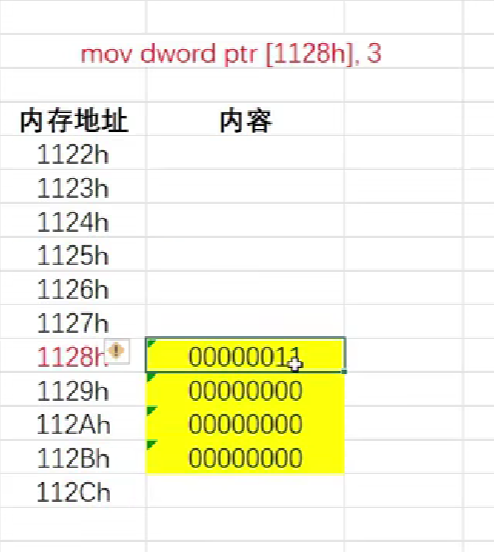 mov dword ptr [1128h], 3
内存地址 内容
1122h
1123h
1124h
1125h
1126h
1127h
1128h 00000011
1129h 00000000
112Ah 00000000
112Bh 00000000
112Ch